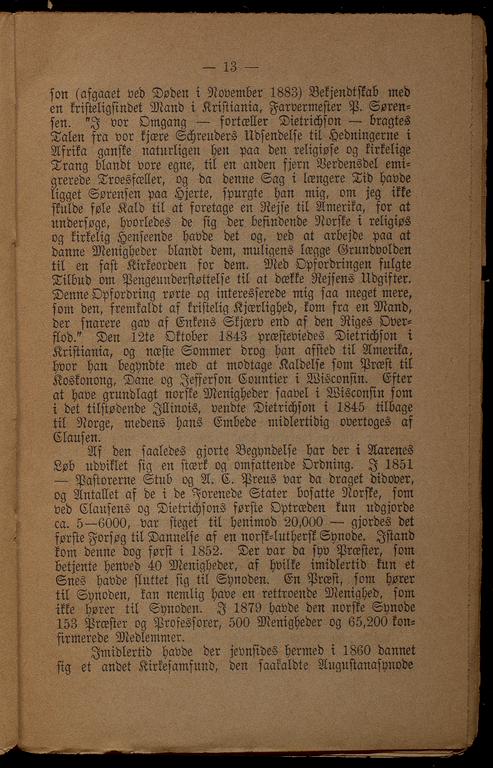 — 13 —
son (afgaaet ved Døden i November 1883) Bekjendtskab med
en kristeligsindet Mand i Kristiania, Farvermester P. Søren-
sen. "I vor Omgang — fortæller Dietrichson — bragtes
Talen fra vor kjære Schreuders Udsendelse til Hedningerne i
Afrika ganske naturligen hen paa den religiøse og kirkelige
Trang blandt vore egne, til en anden fjern Verdensdel emi-
grerede Troesfæller, og da denne Sag i længere Tid havde
ligget Sørensen paa Hjerte, spurgte han mig, om jeg ikke
skulde føle Kald til at foretage en Rejse til Amerika, for at
undersøge, hvorledes de sig der befindende Norske i religiøs
og kirkelig Henseende havde det og, ved at arbejde paa at
danne Menigheder blandt dem, muligens lægge Grundvolden
til en fast Kirkeorden for dem. Med Opfordringen fulgte
Tilbud om Pengeunderstøttelse til at dække Rejsens Udgifter.
Denne Opfordring rørte og interesserede mig saa meget mere,
som den, fremkaldt af kristelig Kjærlighed, kom fra en Mand,
der snarere gav af Enkens Skjærv end af den Riges Over-
flod." Den 12te Oktober 1843 præsteviedes Dietrichson i
Kristiania, og næste Sommer drog han afsted til Amerika,
hvor han begyndte med at modtage Kaldelse som Præst til
Koskonong, Dane og Jefferson Countier i Wisconsin. Efter
at have grundlagt norske Menigheder saavel i Wisconsin som
i det tilstødende Illinois, vendte Dietrichson i 1845 tilbage
til Norge, medens hans Embede midlertidig overtoges af
Clausen.
Af den saaledes gjorte Begyndelse har der i Aarenes
Løb udviklet sig en stærk og omfattende Ordning. I 1851
— Pastorerne Stub og A. C. Preus var da draget didover,
og Antallet af de i de Forenede Stater bosatte Norske, som
ved Clausens og Dietrichsons første Optræden kun udgjorde
ca. 5—6000, var steget til henimod 20,000 — gjordes det
første Forsøg til Dannelse af en norsk-luthersk Synode. Istand
kom denne dog først i 1852. Der var da syv Præster, som
betjente henved 40 Menigheder, af hvilke imidlertid kun et
Snes havde sluttet sig til Synoden. En Præst, som hører
til Synoden, kan nemlig have en rettroende Menighed, som
ikke hører til Synoden. I 1879 havde den norske Synode
153 Præster og Professorer, 500 Menigheder og 65,200 kon-
firmerede Medlemmer.
Imidlertid havde der jevnsides hermed i 1860 dannet
sig et andet Kirkesamfund, den saakaldte Augustanasynode